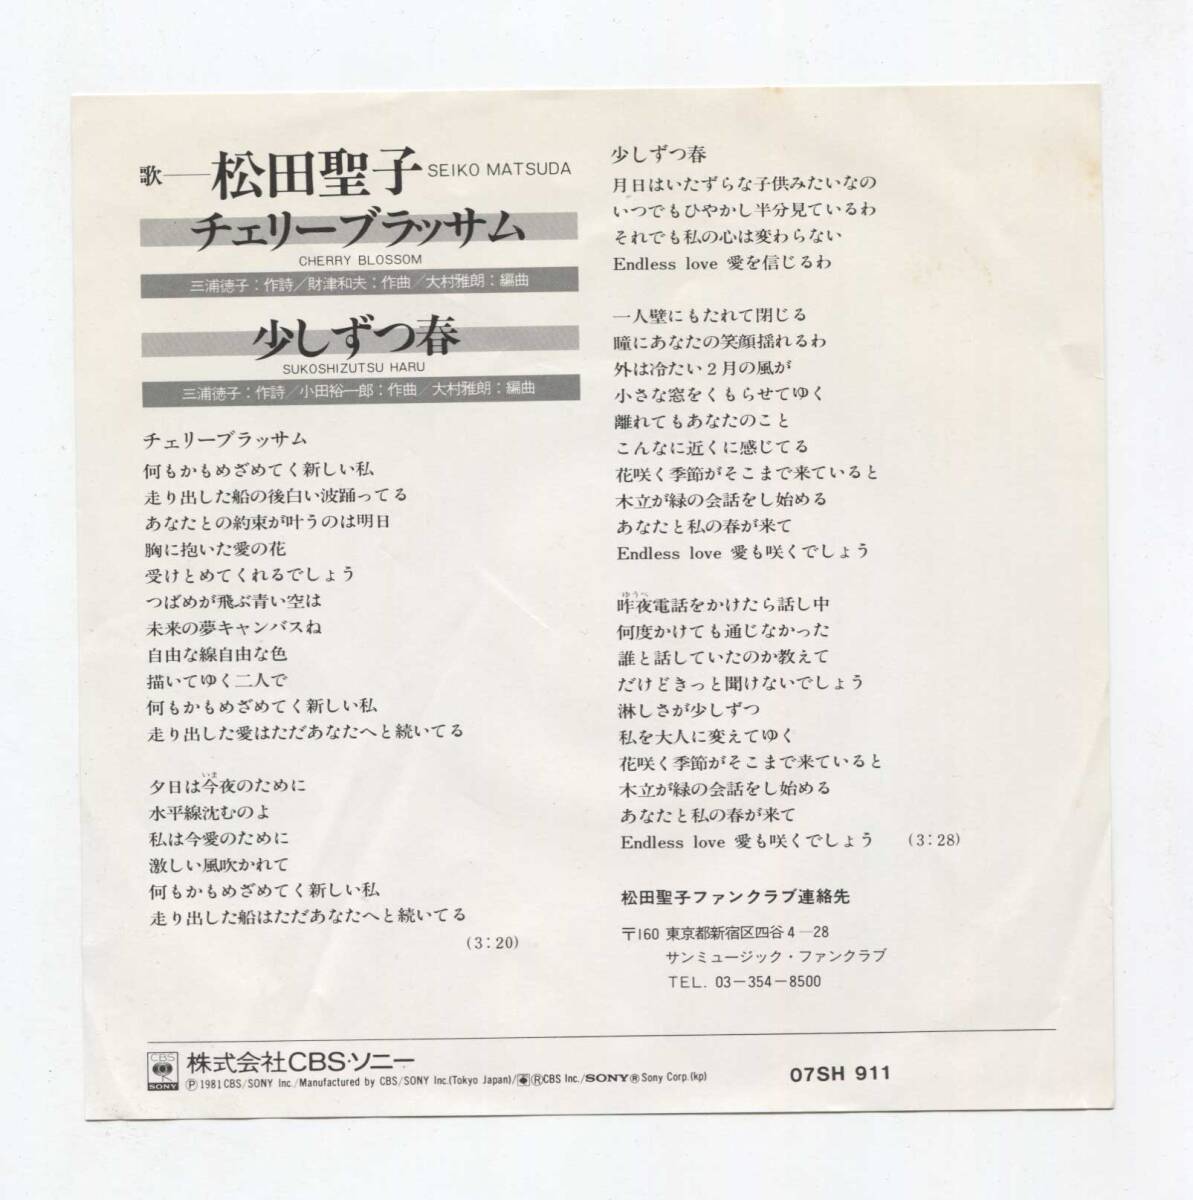 歌──松田聖子 SEIKO MATSUDA
チェリーブラッサム
CHERRY BLOSSOM
三浦徳子：作詩／財津和夫：作曲／大村雅朗：編曲
少しずつ春
SUKOSHIZUTSU HARU
三浦徳子：作詩／小田裕一郎：作曲／大村雅朗：編曲
チェリーブラッサム
何もかもめざめてく新しい私
走り出した船の後白い波踊ってる
あなたとの約束が叶うのは明日
胸に抱いた愛の花
受けとめてくれるでしょう
つばめが飛ぶ青い空は
未来の夢キャンバスね
自由な線自由な色
描いてゆく二人で
何もかもめざめてく新しい私
走り出した愛はただあなたへと続いてる
いま
夕日は今夜のために
水平線沈むのよ
私は今愛のために
激しい風吹かれて
何もかもめざめてく新しい私
走り出した船はただあなたへと続いてる
(3:20)
少しずつ春
月日はいたずらな子供みたいなの
いつでもひやかし半分見ているわ
それでも私の心は変わらない
Endless love 愛を信じるわ
一人壁にもたれて閉じる
瞳にあなたの笑顔揺れるわ
外は冷たい2月の風が
小さな窓をくもらせてゆく
離れてもあなたのこと
こんなに近くに感じてる
花咲く季節がそこまで来ていると
木立が緑の会話をし始める
あなたと私の春が来て
Endless love 愛も咲くでしょう
ゆうべ
昨夜電話をかけたら話し中
何度かけても通じなかった
誰と話していたのか教えて
だけどきっと聞けないでしょう
淋しさが少しずつ
私を大人に変えてゆく
花咲く季節がそこまで来ていると
木立が緑の会話をし始める
あなたと私の春が来て
Endless love 愛も咲くでしょう (3:28)
松田聖子ファンクラブ連絡先
〒160 東京都新宿区四谷4－28
サンミュージック・ファンクラブ
TEL. 03－354－8500
CBS
SONY
株式会社CBS・ソニー
Ⓟ1981 CBS/SONY Inc./Manufactured by CBS/SONY Inc.(Tokyo Japan)/®CBS Inc./SONY® Sony Corp.(kp)
07SH 911